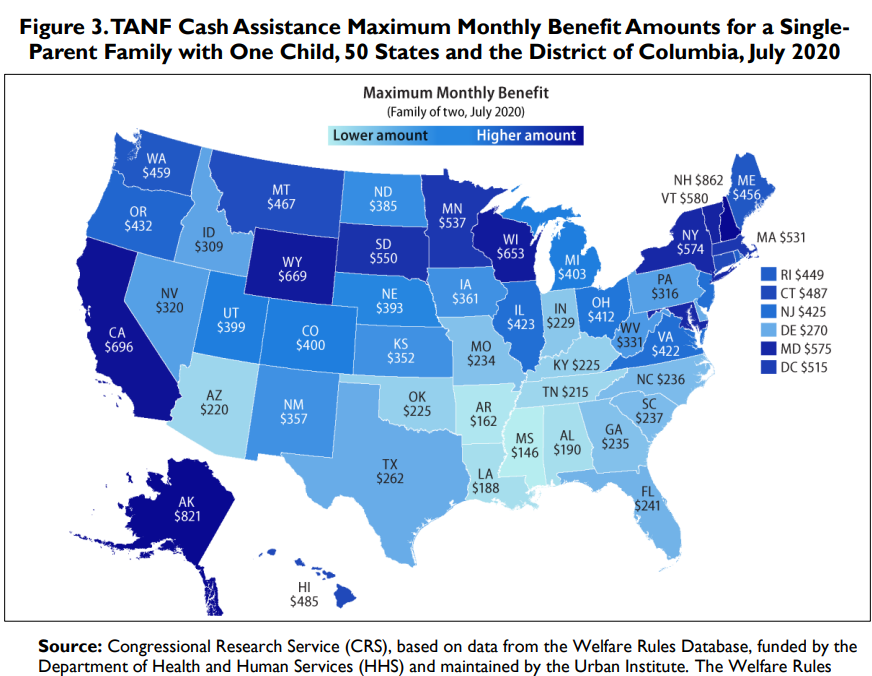 Figure 3. TANF Cash Assistance Maximum Monthly Benefit Amounts for a Single-
Parent Family with One Child, 50 States and the District of Columbia, July 2020
Maximum Monthly Benefit
(Family of two, July 2020)
Lower amount Higher amount
WA
$459
MT
$467
ND
$385
MN
$537
NH $862
VT $580
ME
$456
OR
$432
ID
$309
WY
$669
SD
$550
WI
$653
MI
$403
NY
$574
MA $531
NV
$320
UT
$399
CO
$400
NE
$393
IA
$361
IL
$423
IN
$229
OH
$412
PA
$316
RI $449
CT $487
NJ $425
DE $270
MD $575
DC $515
CA
$696
KS
$352
MO
$234
KY $225
WV
$331
VA
$422
AZ
$220
NM
$357
OK
$225
AR
$162
TN $215
NC $236
SC
$237
TX
$262
LA
$188
MS
$146
AL
$190
GA
$235
FL
$241
AK
$821
HI
$485
Source: Congressional Research Service (CRS), based on data from the Welfare Rules Database, funded by the
Department of Health and Human Services (HHS) and maintained by the Urban Institute. The Welfare Rules